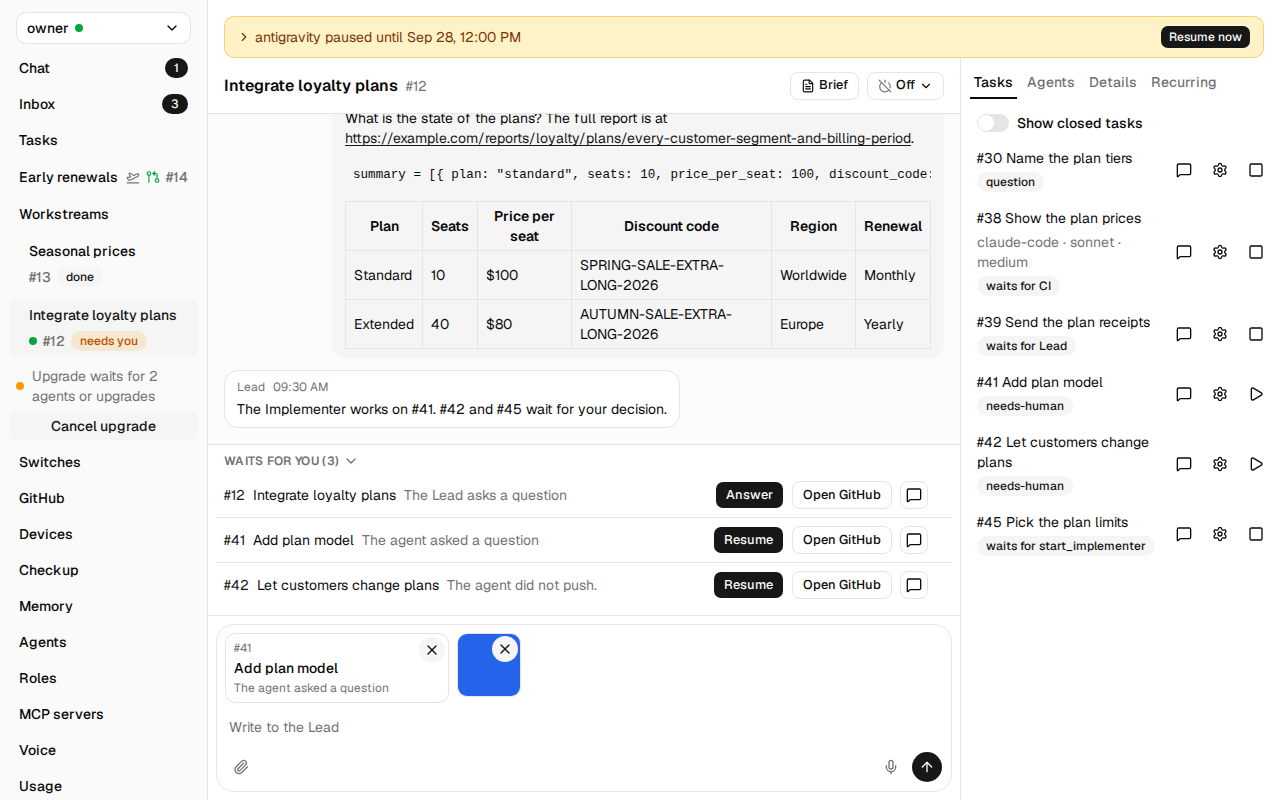 owner
Chat 1
Inbox 3
Tasks
Early renewals #14
Workstreams
Seasonal prices
#13 done
Integrate loyalty plans
#12 needs you
Upgrade waits for 2
agents or upgrades
Cancel upgrade
Switches
GitHub
Devices
Checkup
Memory
Agents
Roles
MCP servers
Voice
Usage
antigravity paused until Sep 28, 12:00 PM
Resume now
Integrate loyalty plans #12
Brief
Off
What is the state of the plans? The full report is at
https://example.com/reports/loyalty/plans/every-customer-segment-and-billing-period.
summary = [{ plan: "standard", seats: 10, price_per_seat: 100, discount_code:
Plan Seats Price per seat Discount code Region Renewal
Standard 10 $100 SPRING-SALE-EXTRA-LONG-2026 Worldwide Monthly
Extended 40 $80 AUTUMN-SALE-EXTRA-LONG-2026 Europe Yearly
Lead 09:30 AM
The Implementer works on #41. #42 and #45 wait for your decision.
WAITS FOR YOU (3)
#12 Integrate loyalty plans The Lead asks a question Answer Open GitHub
#41 Add plan model The agent asked a question Resume Open GitHub
#42 Let customers change plans The agent did not push. Resume Open GitHub
#41
Add plan model
The agent asked a question
Write to the Lead
Tasks Agents Details Recurring
Show closed tasks
#30 Name the plan tiers
question
#38 Show the plan prices
claude-code · sonnet ·
medium
waits for CI
#39 Send the plan receipts
waits for Lead
#41 Add plan model
needs-human
#42 Let customers change
plans
needs-human
#45 Pick the plan limits
waits for start_implementer